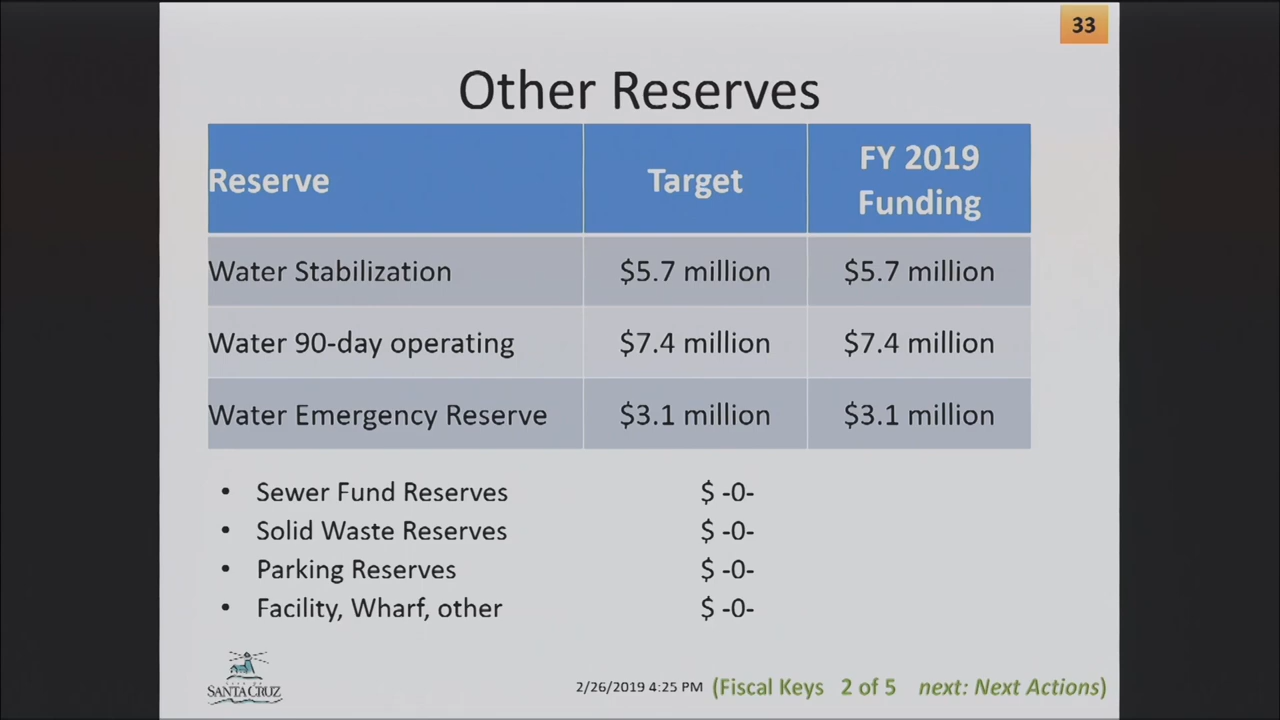 33
Other Reserves
Reserve Target FY 2019 Funding
Water Stabilization $5.7 million $5.7 million
Water 90-day operating $7.4 million $7.4 million
Water Emergency Reserve $3.1 million $3.1 million
• Sewer Fund Reserves $ -0-
• Solid Waste Reserves $ -0-
• Parking Reserves $ -0-
• Facility, Wharf, other $ -0-
SANTA CRUZ
2/26/2019 4:25 PM (Fiscal Keys 2 of 5 next: Next Actions)